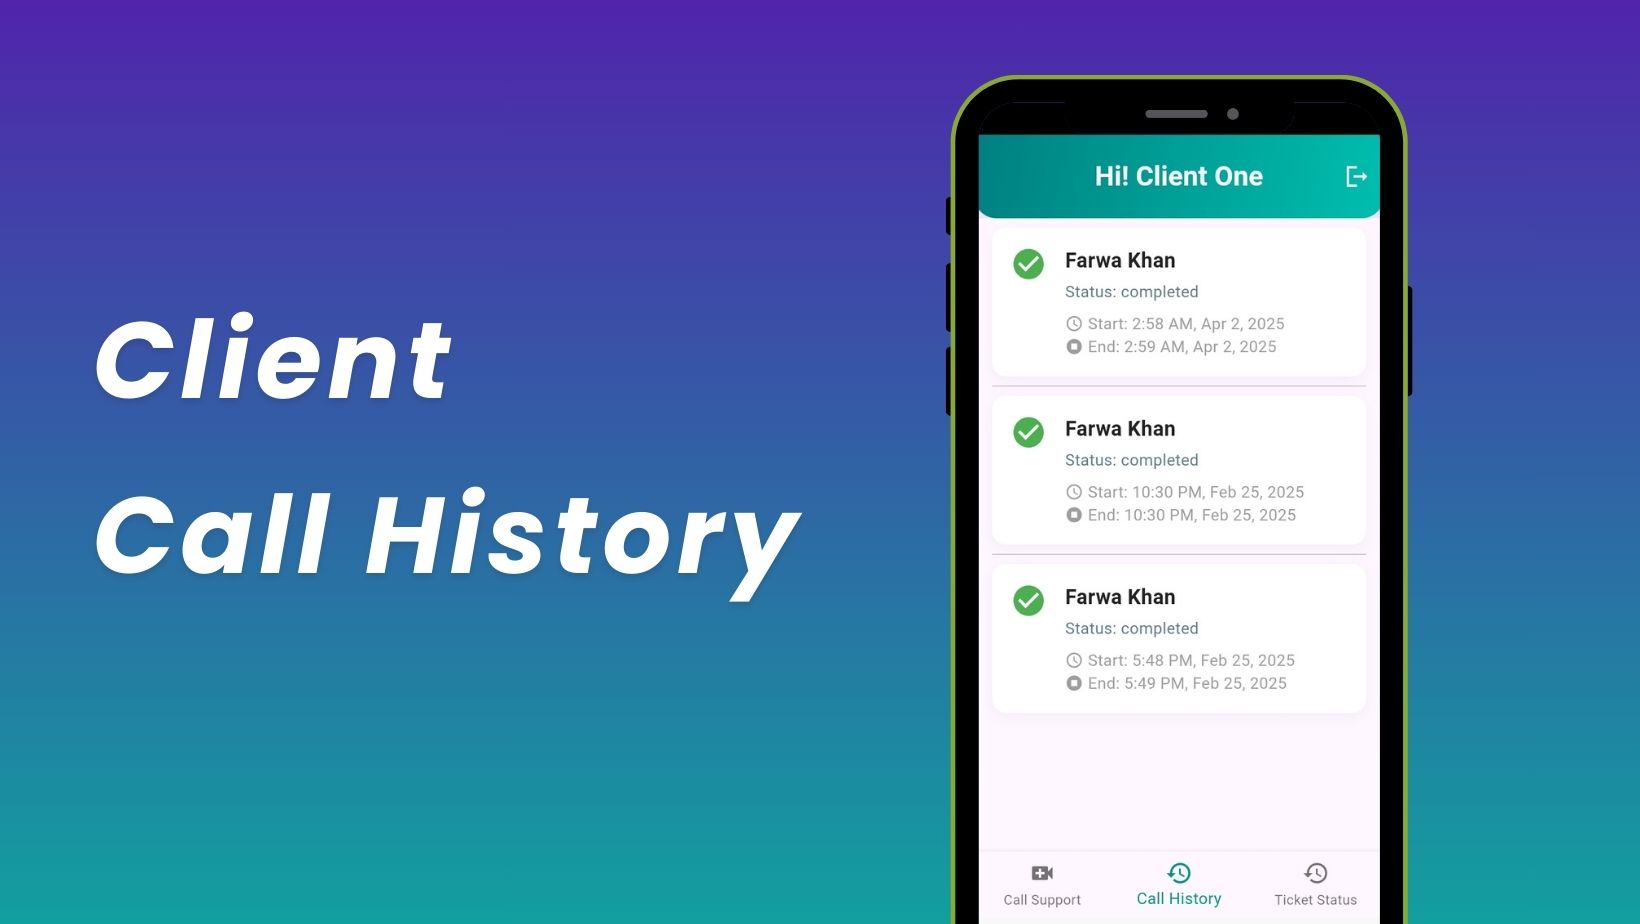 Client
Call History
Hi! Client One
Farwa Khan
Status: completed
Start: 2:58 AM, Apr 2, 2025
End: 2:59 AM, Apr 2, 2025
Farwa Khan
Status: completed
Start: 10:30 PM, Feb 25, 2025
End: 10:30 PM, Feb 25, 2025
Farwa Khan
Status: completed
Start: 5:48 PM, Feb 25, 2025
End: 5:49 PM, Feb 25, 2025
Call Support
Call History
Ticket Status